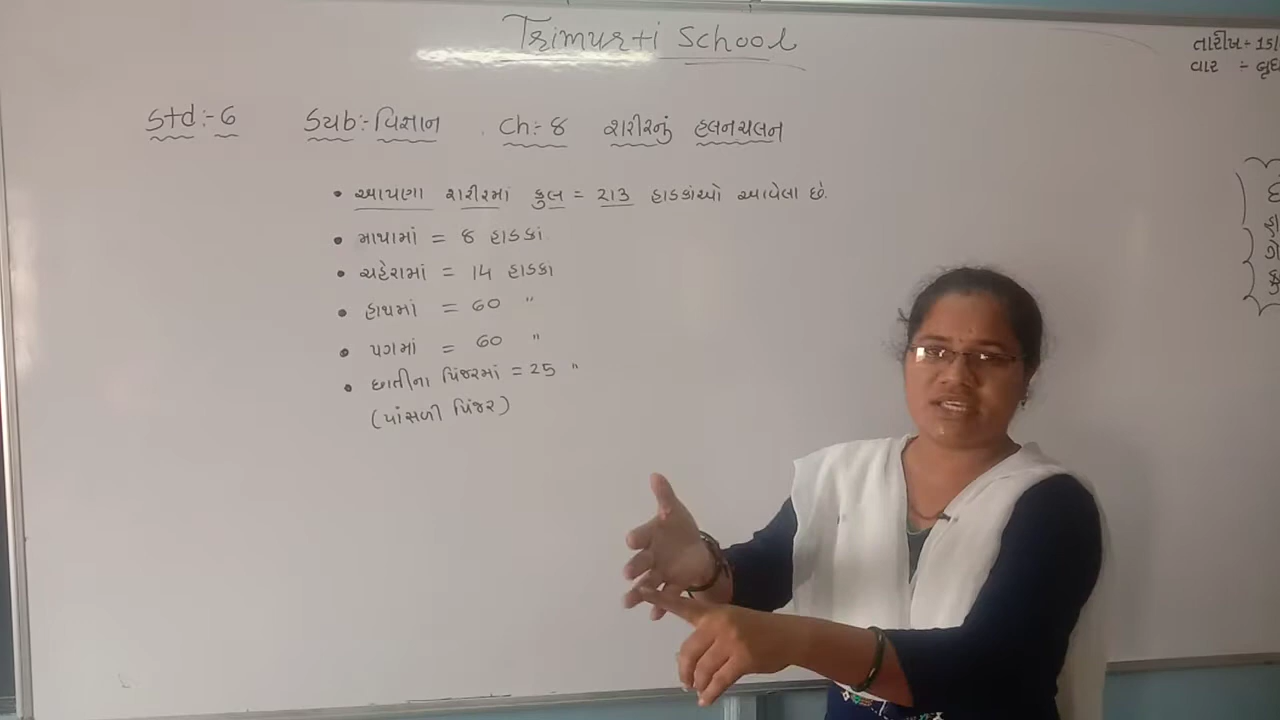 Trimurti School
તારીખ:- 15/
વાર :-
Std:- 6 Sub:- વિજ્ઞાન Ch:- 8 શરીરનું હલનચલન
• આપણા શરીરમાં કુલ = 213 હાડકાંઓ આવેલા છે.
• માથામાં = 8 હાડકાં
• ચહેરામાં = 14 હાડકાં
• હાથમાં = 60 "
• પગમાં = 60 "
• છાતીના પિંજરમાં = 25 "
(પાંસળી પિંજર)